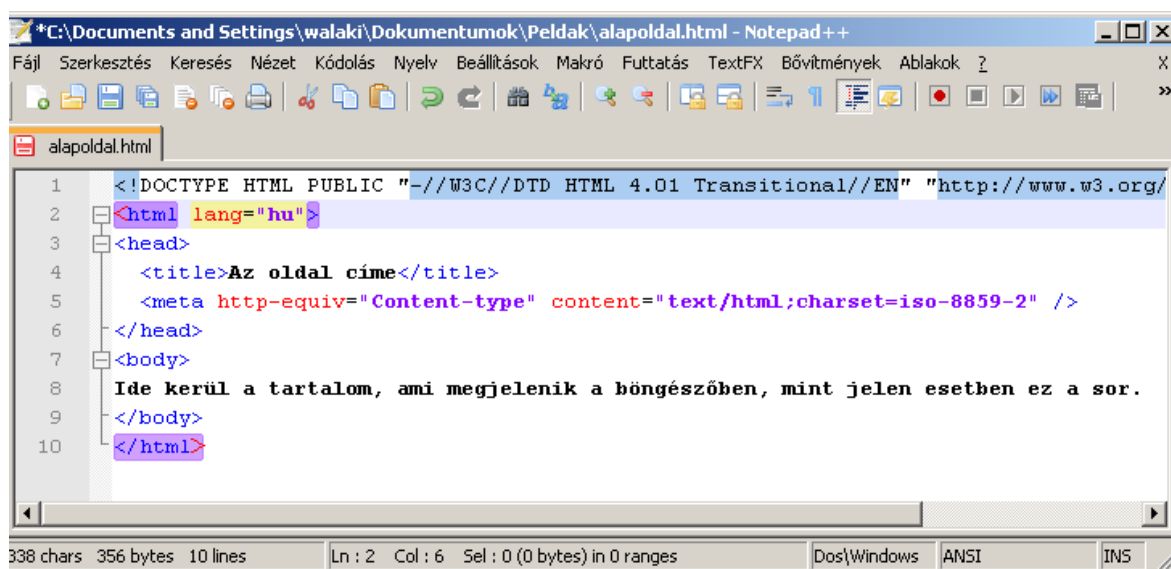 *C:\Documents and Settings\walaki\Dokumentumok\Peldak\alapoldal.html - Notepad++
Fájl Szerkesztés Keresés Nézet Kódolás Nyelv Beállítások Makró Futtatás TextFX Bővítmények Ablakok ? X
alapoldal.html
1 <!DOCTYPE HTML PUBLIC "-//W3C//DTD HTML 4.01 Transitional//EN" "http://www.w3.org/
2 <html lang="hu">
3 <head>
4 <title>Az oldal címe</title>
5 <meta http-equiv="Content-type" content="text/html;charset=iso-8859-2" />
6 </head>
7 <body>
8 Ide kerül a tartalom, ami megjelenik a böngészőben, mint jelen esetben ez a sor.
9 </body>
10 </html>
338 chars 356 bytes 10 lines Ln : 2 Col : 6 Sel : 0 (0 bytes) in 0 ranges Dos\Windows ANSI INS